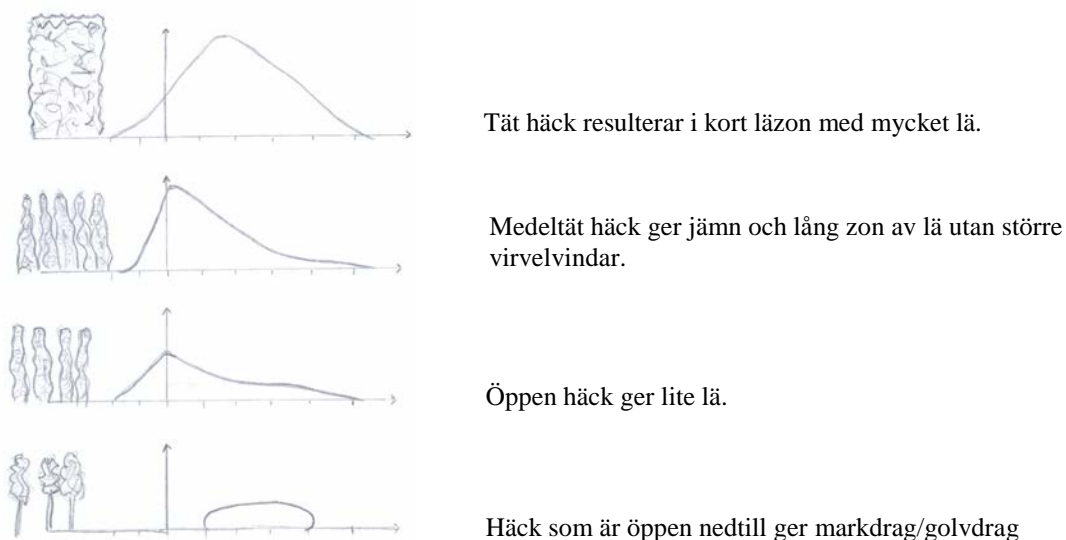 Tät häck resulterar i kort läzon med mycket lä.
Medeltät häck ger jämn och lång zon av lä utan större
virvelvindar.
Öppen häck ger lite lä.
Häck som är öppen nedtill ger markdrag/golvdrag